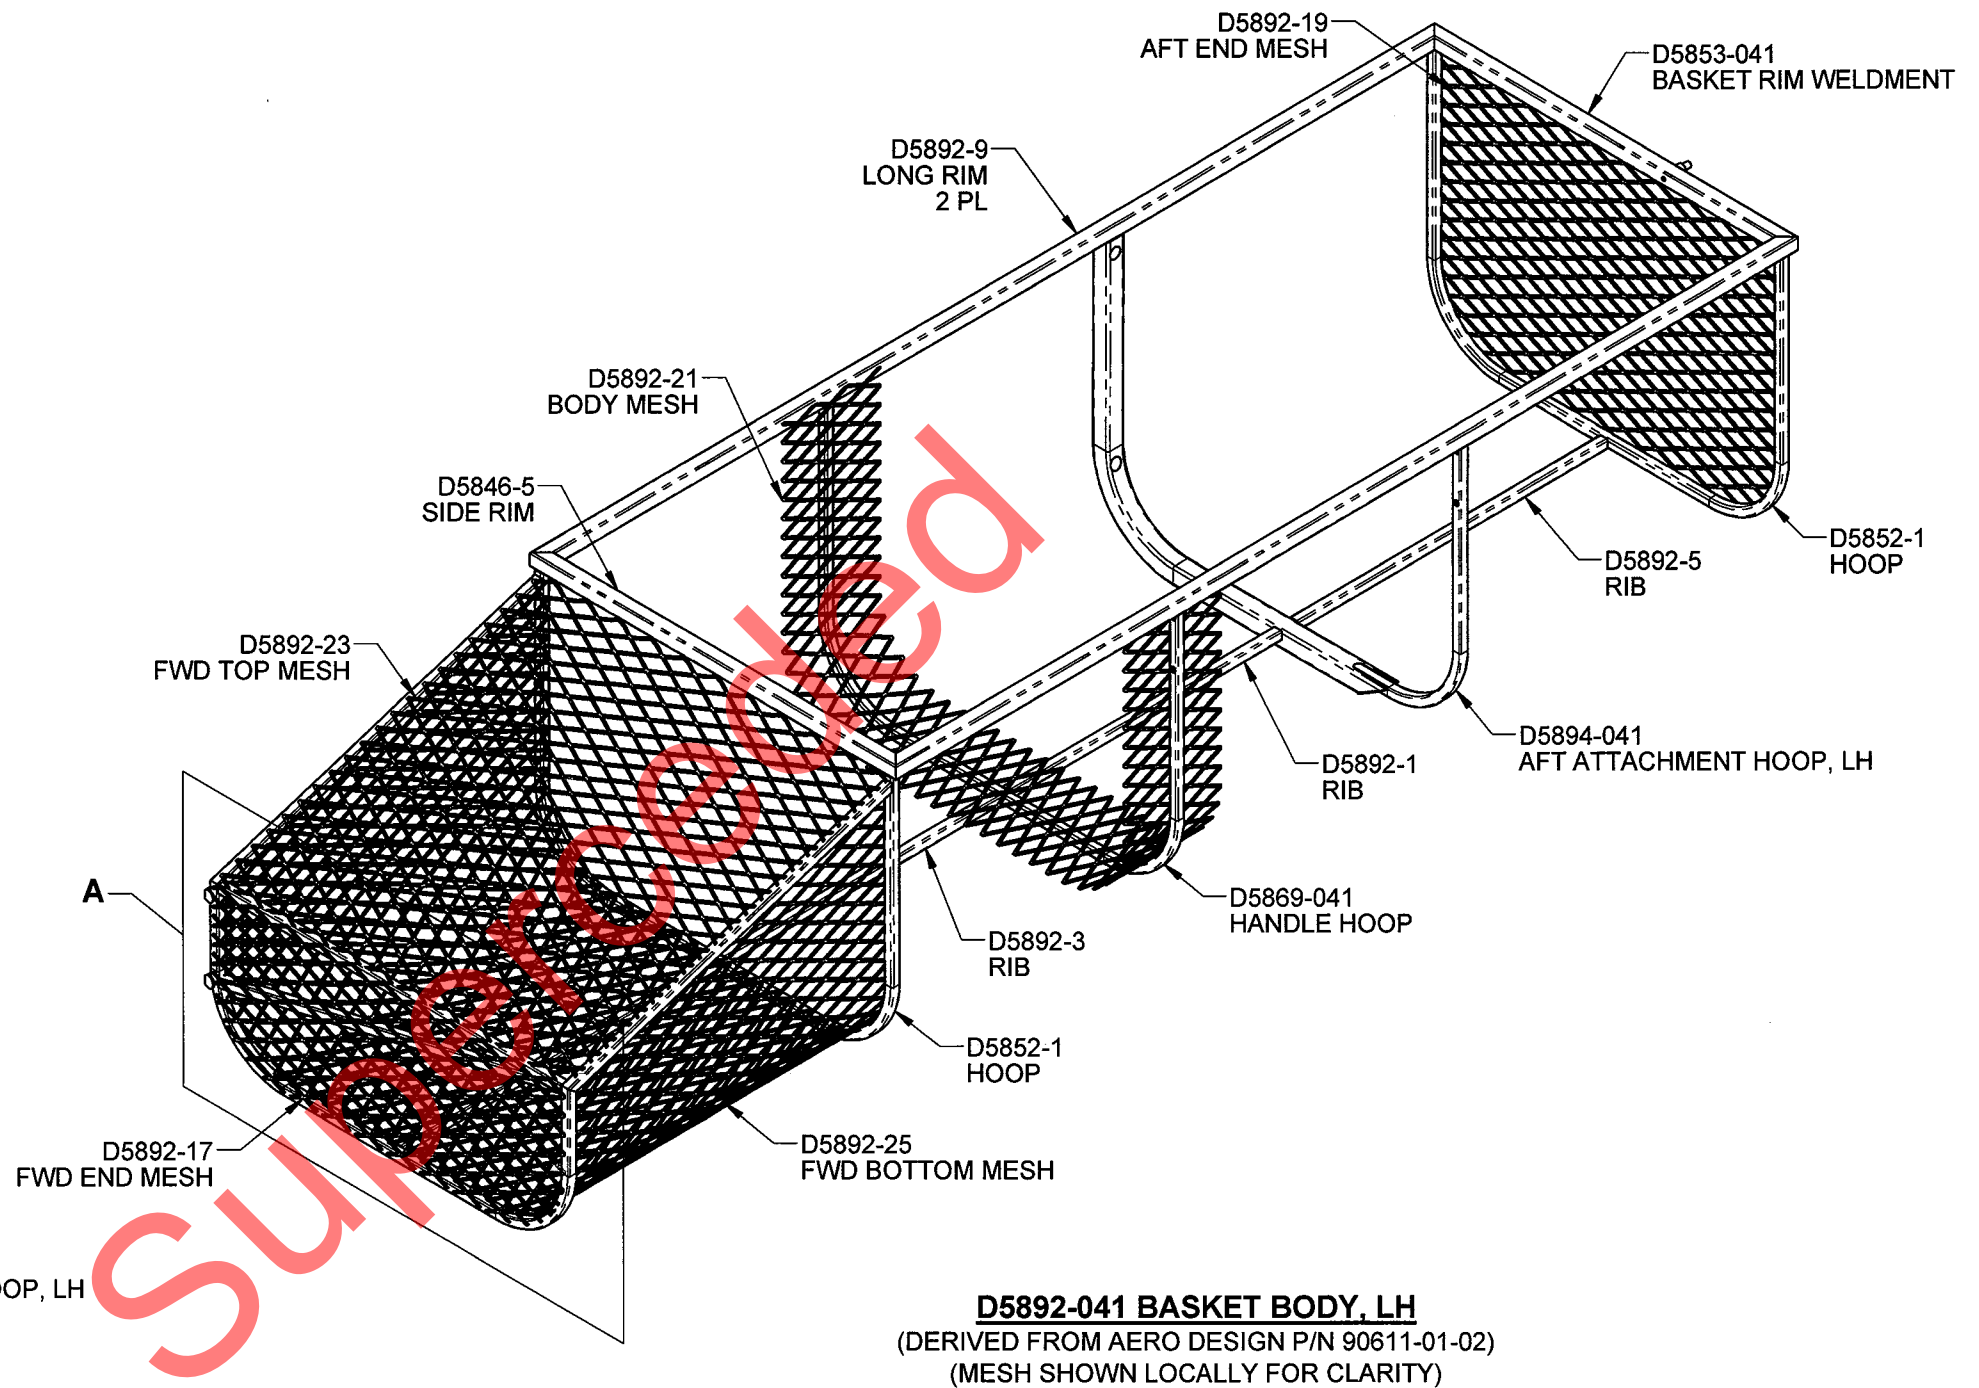 D5892-19
AFT END MESH
D5853-041
BASKET RIM WELDMENT
D5892-9
LONG RIM
2 PL
D5892-21
BODY MESH
D5846-5
SIDE RIM
D5892-23
FWD TOP MESH
D5852-1
HOOP
D5892-5
RIB
D5894-041
AFT ATTACHMENT HOOP, LH
D5892-1
RIB
A
D5869-041
HANDLE HOOP
D5892-3
RIB
D5852-1
HOOP
D5892-17
FWD END MESH
D5892-25
FWD BOTTOM MESH
OOP, LH
Superceded
D5892-041 BASKET BODY, LH
(DERIVED FROM AERO DESIGN P/N 90611-01-02)
(MESH SHOWN LOCALLY FOR CLARITY)